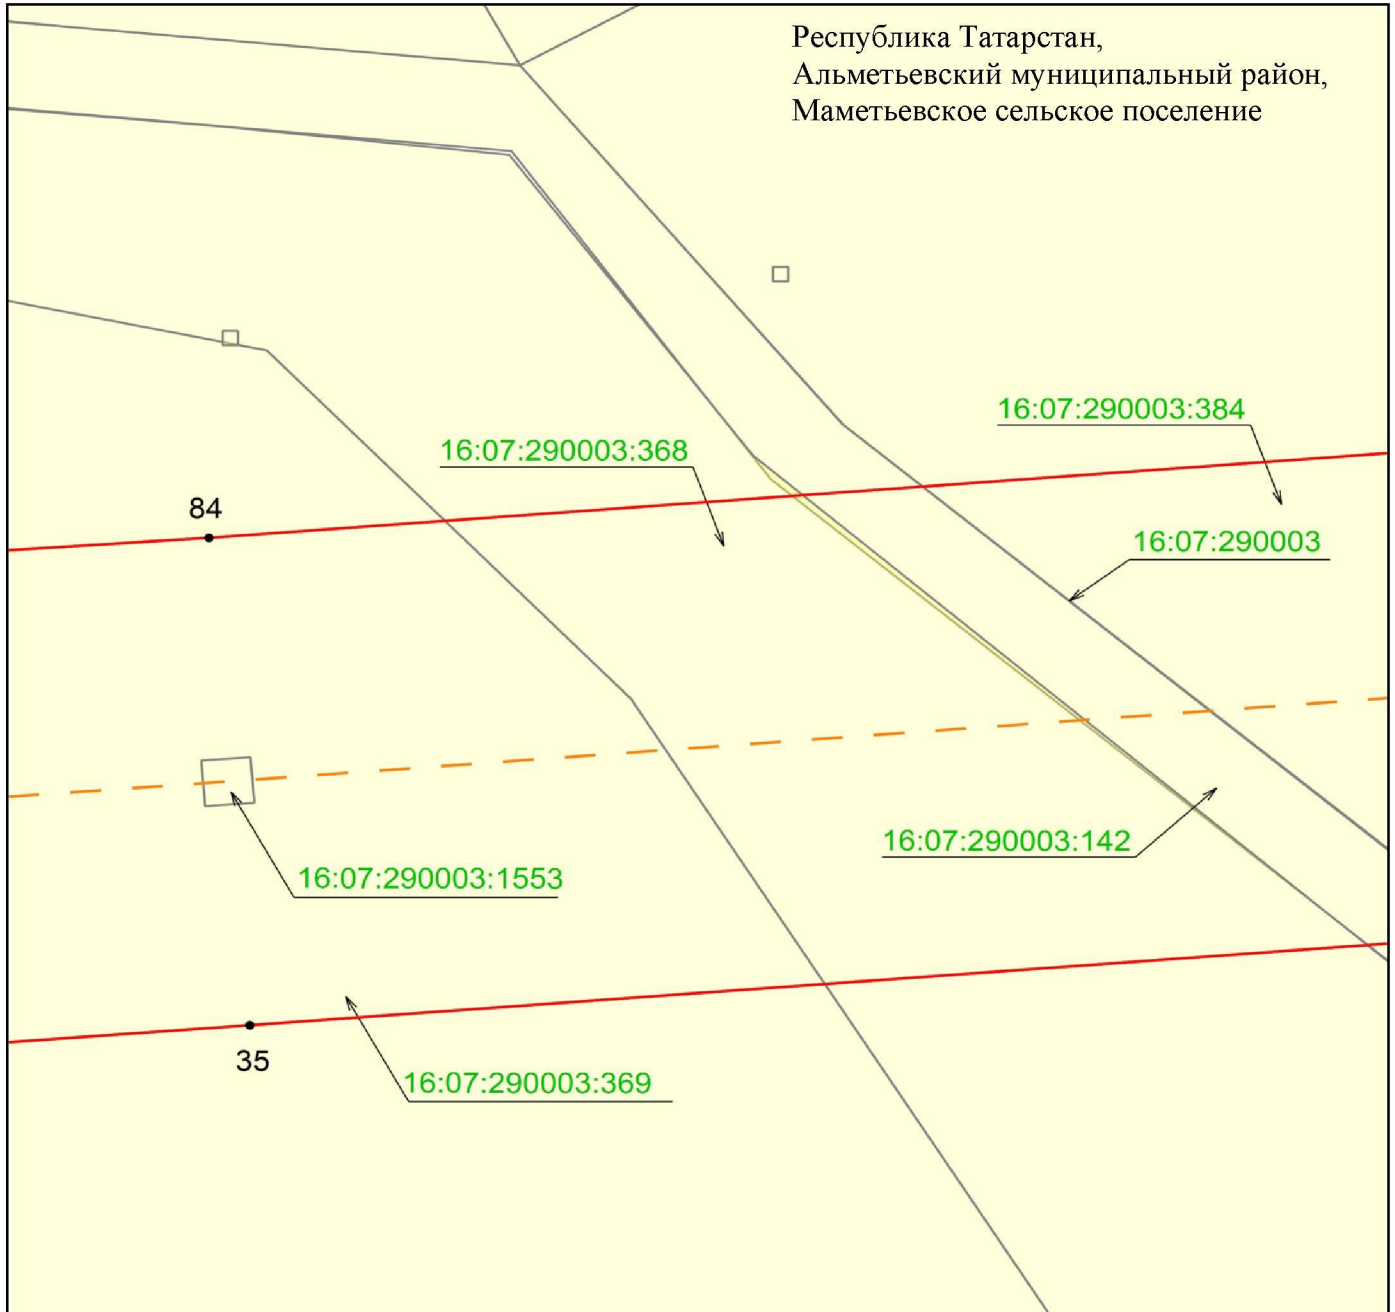 Республика Татарстан,
Альметьевский муниципальный район,
Маметьевское сельское поселение
16:07:290003:384
16:07:290003:368
84
16:07:290003
16:07:290003:142
16:07:290003:1553
35
16:07:290003:369